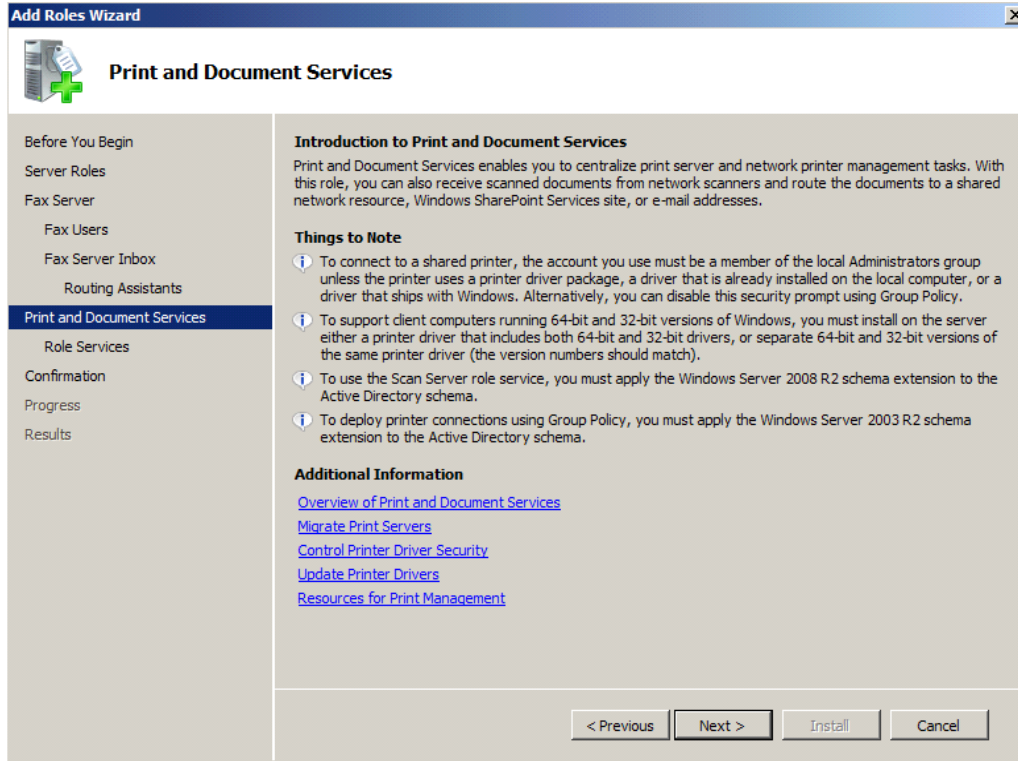 Add Roles Wizard
Print and Document Services
Before You Begin
Server Roles
Fax Server
Fax Users
Fax Server Inbox
Routing Assistants
Print and Document Services
Role Services
Confirmation
Progress
Results
Introduction to Print and Document Services
Print and Document Services enables you to centralize print server and network printer management tasks. With
this role, you can also receive scanned documents from network scanners and route the documents to a shared
network resource, Windows SharePoint Services site, or e-mail addresses.
Things to Note
To connect to a shared printer, the account you use must be a member of the local Administrators group
unless the printer uses a printer driver package, a driver that is already installed on the local computer, or a
driver that ships with Windows. Alternatively, you can disable this security prompt using Group Policy.
To support client computers running 64-bit and 32-bit versions of Windows, you must install on the server
either a printer driver that includes both 64-bit and 32-bit drivers, or separate 64-bit and 32-bit versions of
the same printer driver (the version numbers should match).
To use the Scan Server role service, you must apply the Windows Server 2008 R2 schema extension to the
Active Directory schema.
To deploy printer connections using Group Policy, you must apply the Windows Server 2003 R2 schema
extension to the Active Directory schema.
Additional Information
Overview of Print and Document Services
Migrate Print Servers
Control Printer Driver Security
Update Printer Drivers
Resources for Print Management
< Previous
Next >
Install
Cancel